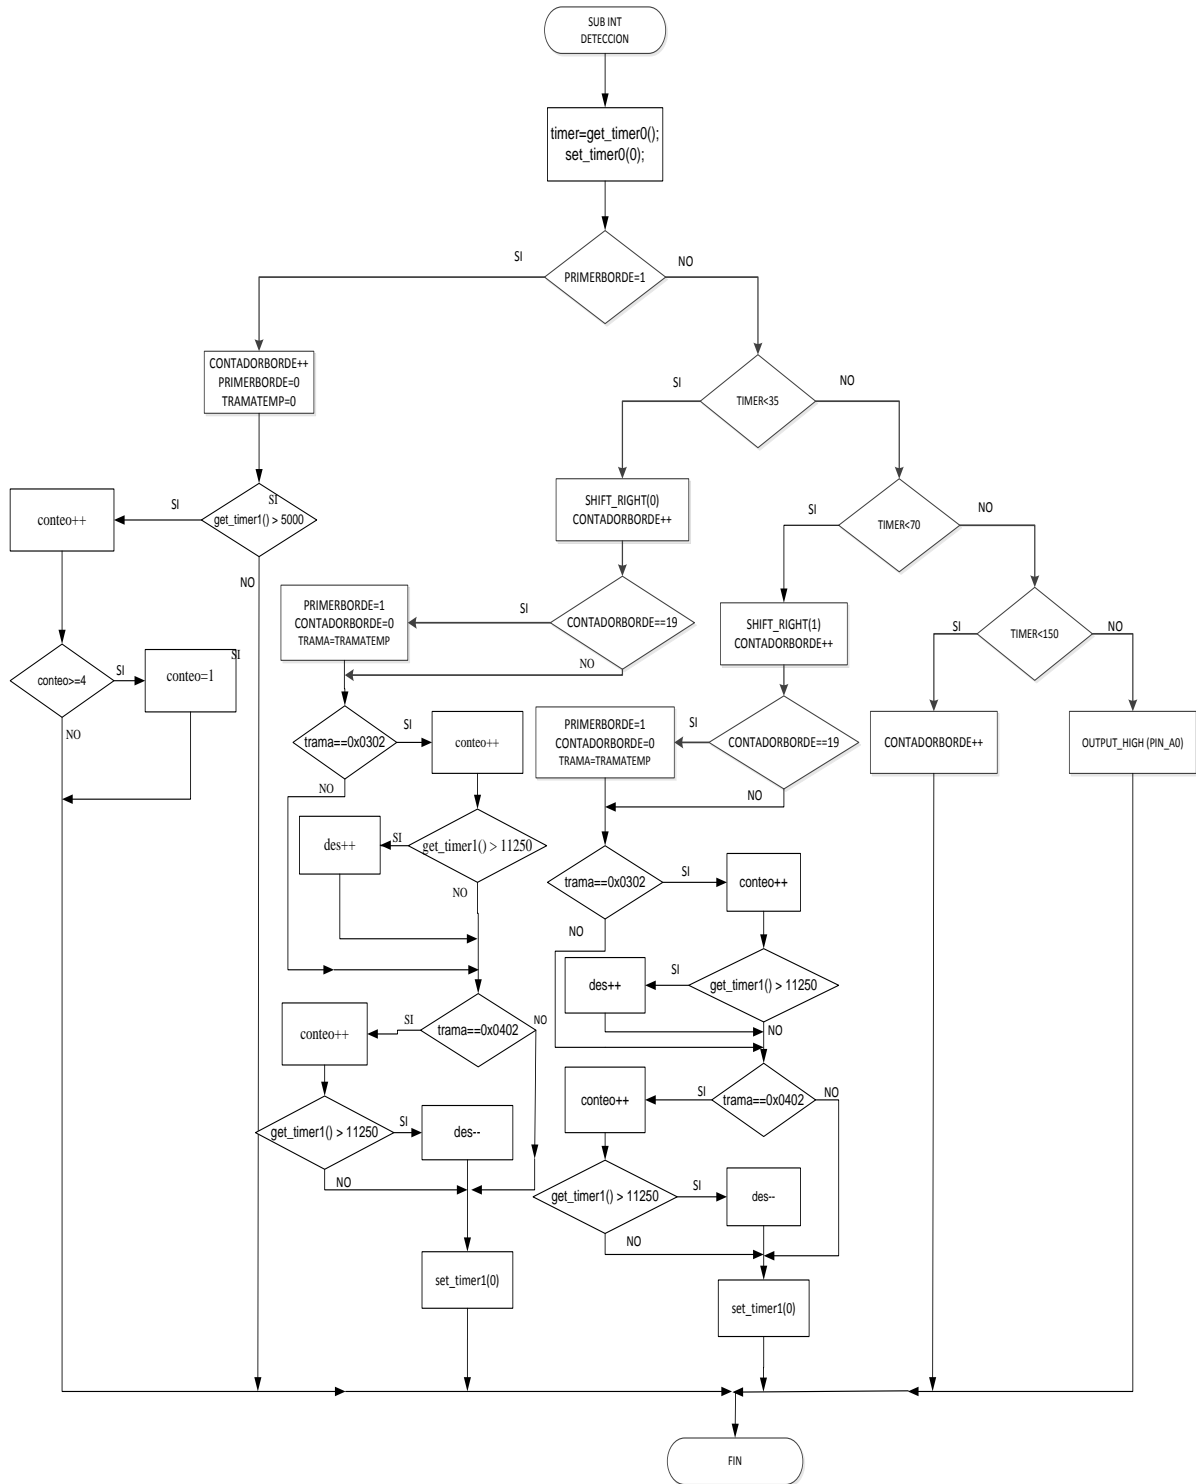 SUB INT
DETECCION
timer=get_timer0();
set_timer0(0);
SI
PRIMERBORDE=1
NO
CONTADORBORDE++
PRIMERBORDE=0
TRAMATEMP=0
SI
TIMER<35
NO
SI
get_timer1() > 5000
SI
NO
conteo++
SHIFT_RIGHT(0)
CONTADORBORDE++
SI
TIMER<70
NO
PRIMERBORDE=1
CONTADORBORDE=0
TRAMA=TRAMATEMP
SI
CONTADORBORDE==19
NO
SHIFT_RIGHT(1)
CONTADORBORDE++
SI
TIMER<150
NO
conteo>=4
SI
NO
conteo=1
SI
trama==0x0302
SI
NO
conteo++
PRIMERBORDE=1
CONTADORBORDE=0
TRAMA=TRAMATEMP
SI
CONTADORBORDE==19
NO
CONTADORBORDE++
OUTPUT_HIGH (PIN_A0)
des++
SI
get_timer1() > 11250
NO
trama==0x0302
SI
NO
conteo++
des++
SI
get_timer1() > 11250
NO
conteo++
SI
trama==0x0402
NO
conteo++
SI
trama==0x0402
NO
get_timer1() > 11250
SI
NO
des--
get_timer1() > 11250
SI
NO
des--
set_timer1(0)
set_timer1(0)
FIN